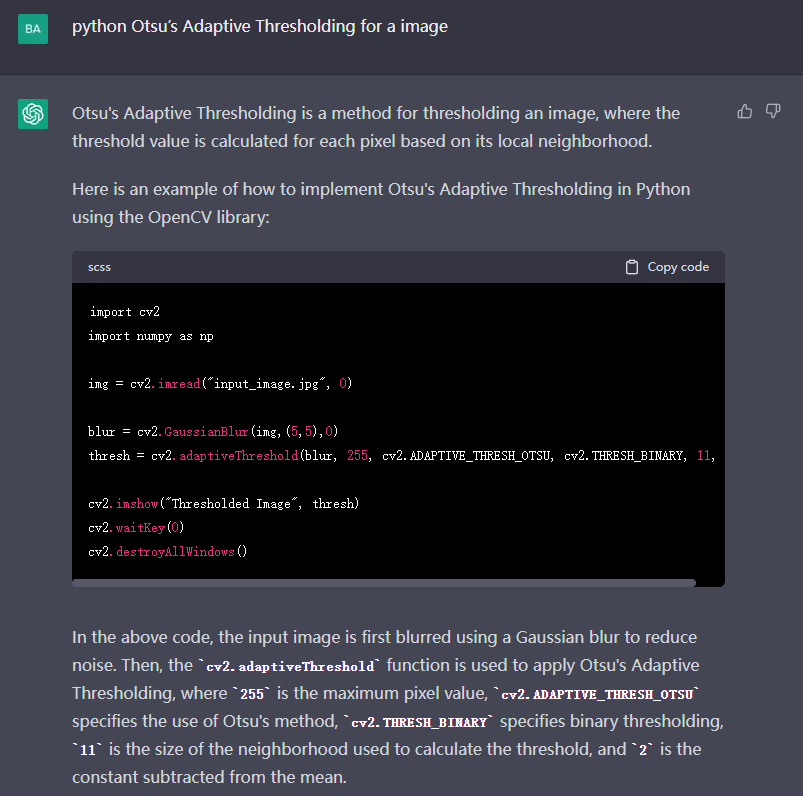 BA
python Otsu’s Adaptive Thresholding for a image
Otsu's Adaptive Thresholding is a method for thresholding an image, where the
threshold value is calculated for each pixel based on its local neighborhood.
Here is an example of how to implement Otsu's Adaptive Thresholding in Python
using the OpenCV library:
scss
Copy code
import cv2
import numpy as np
img = cv2.imread("input_image.jpg", 0)
blur = cv2.GaussianBlur(img,(5,5),0)
thresh = cv2.adaptiveThreshold(blur, 255, cv2.ADAPTIVE_THRESH_OTSU, cv2.THRESH_BINARY, 11,
cv2.imshow("Thresholded Image", thresh)
cv2.waitKey(0)
cv2.destroyAllWindows()
In the above code, the input image is first blurred using a Gaussian blur to reduce
noise. Then, the `cv2.adaptiveThreshold` function is used to apply Otsu's Adaptive
Thresholding, where `255` is the maximum pixel value, `cv2.ADAPTIVE_THRESH_OTSU`
specifies the use of Otsu's method, `cv2.THRESH_BINARY` specifies binary thresholding,
`11` is the size of the neighborhood used to calculate the threshold, and `2` is the
constant subtracted from the mean.